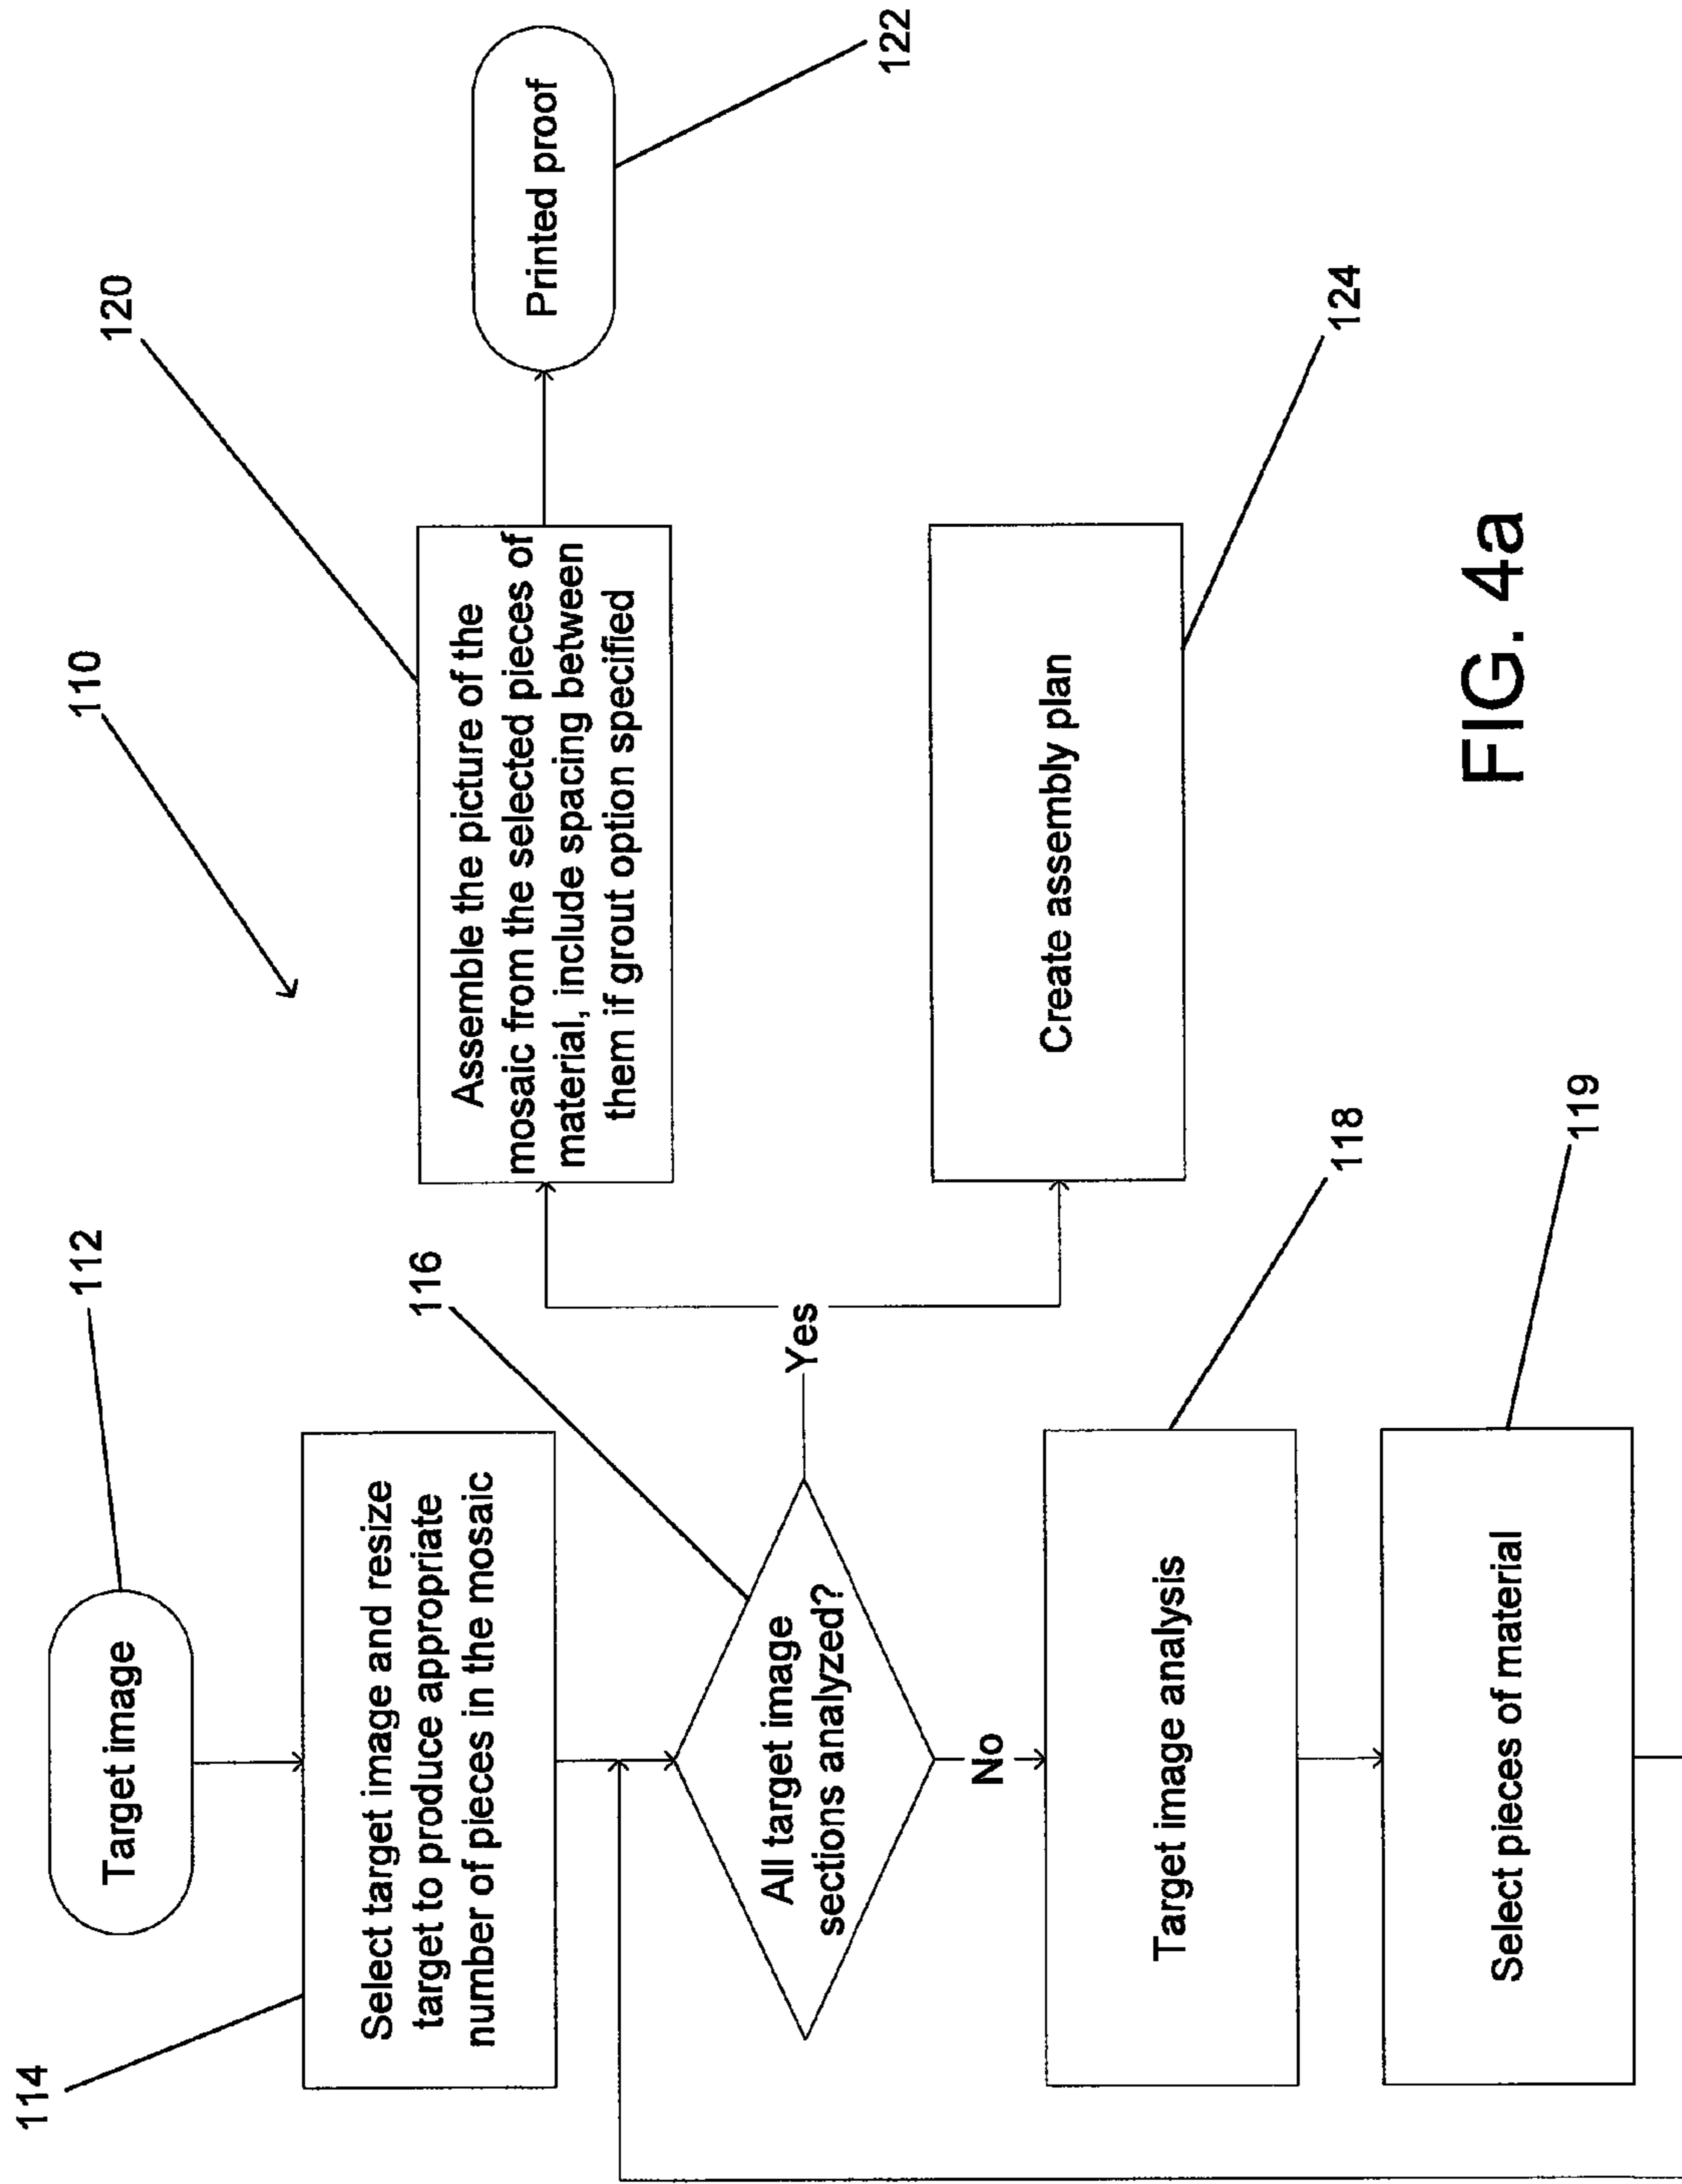 110
112
Target image
114
Select target image and resize
target to produce appropriate
number of pieces in the mosaic
116
All target image
sections analyzed?
Yes
No
118
Target image analysis
119
Select pieces of material
120
Assemble the picture of the
mosaic from the selected pieces of
material, include spacing between
them if grout option specified
122
Printed proof
124
Create assembly plan
FIG. 4a